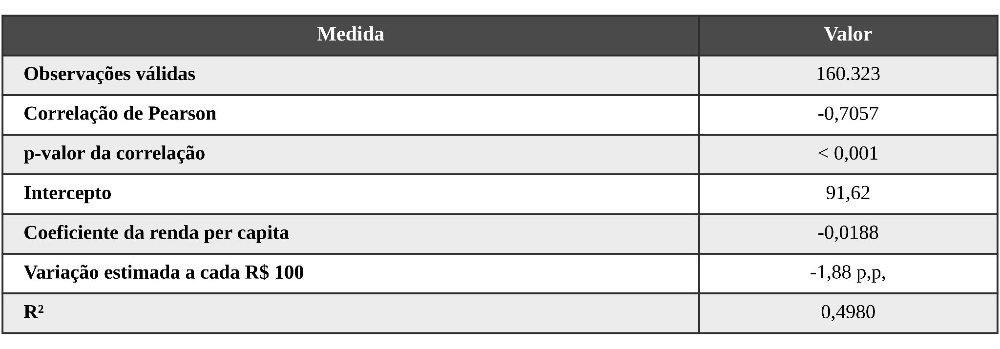 Medida Valor
Observações válidas 160.323
Correlação de Pearson -0,7057
p-valor da correlação < 0,001
Intercepto 91,62
Coeficiente da renda per capita -0,0188
Variação estimada a cada R$ 100 -1,88 p,p,
R² 0,4980